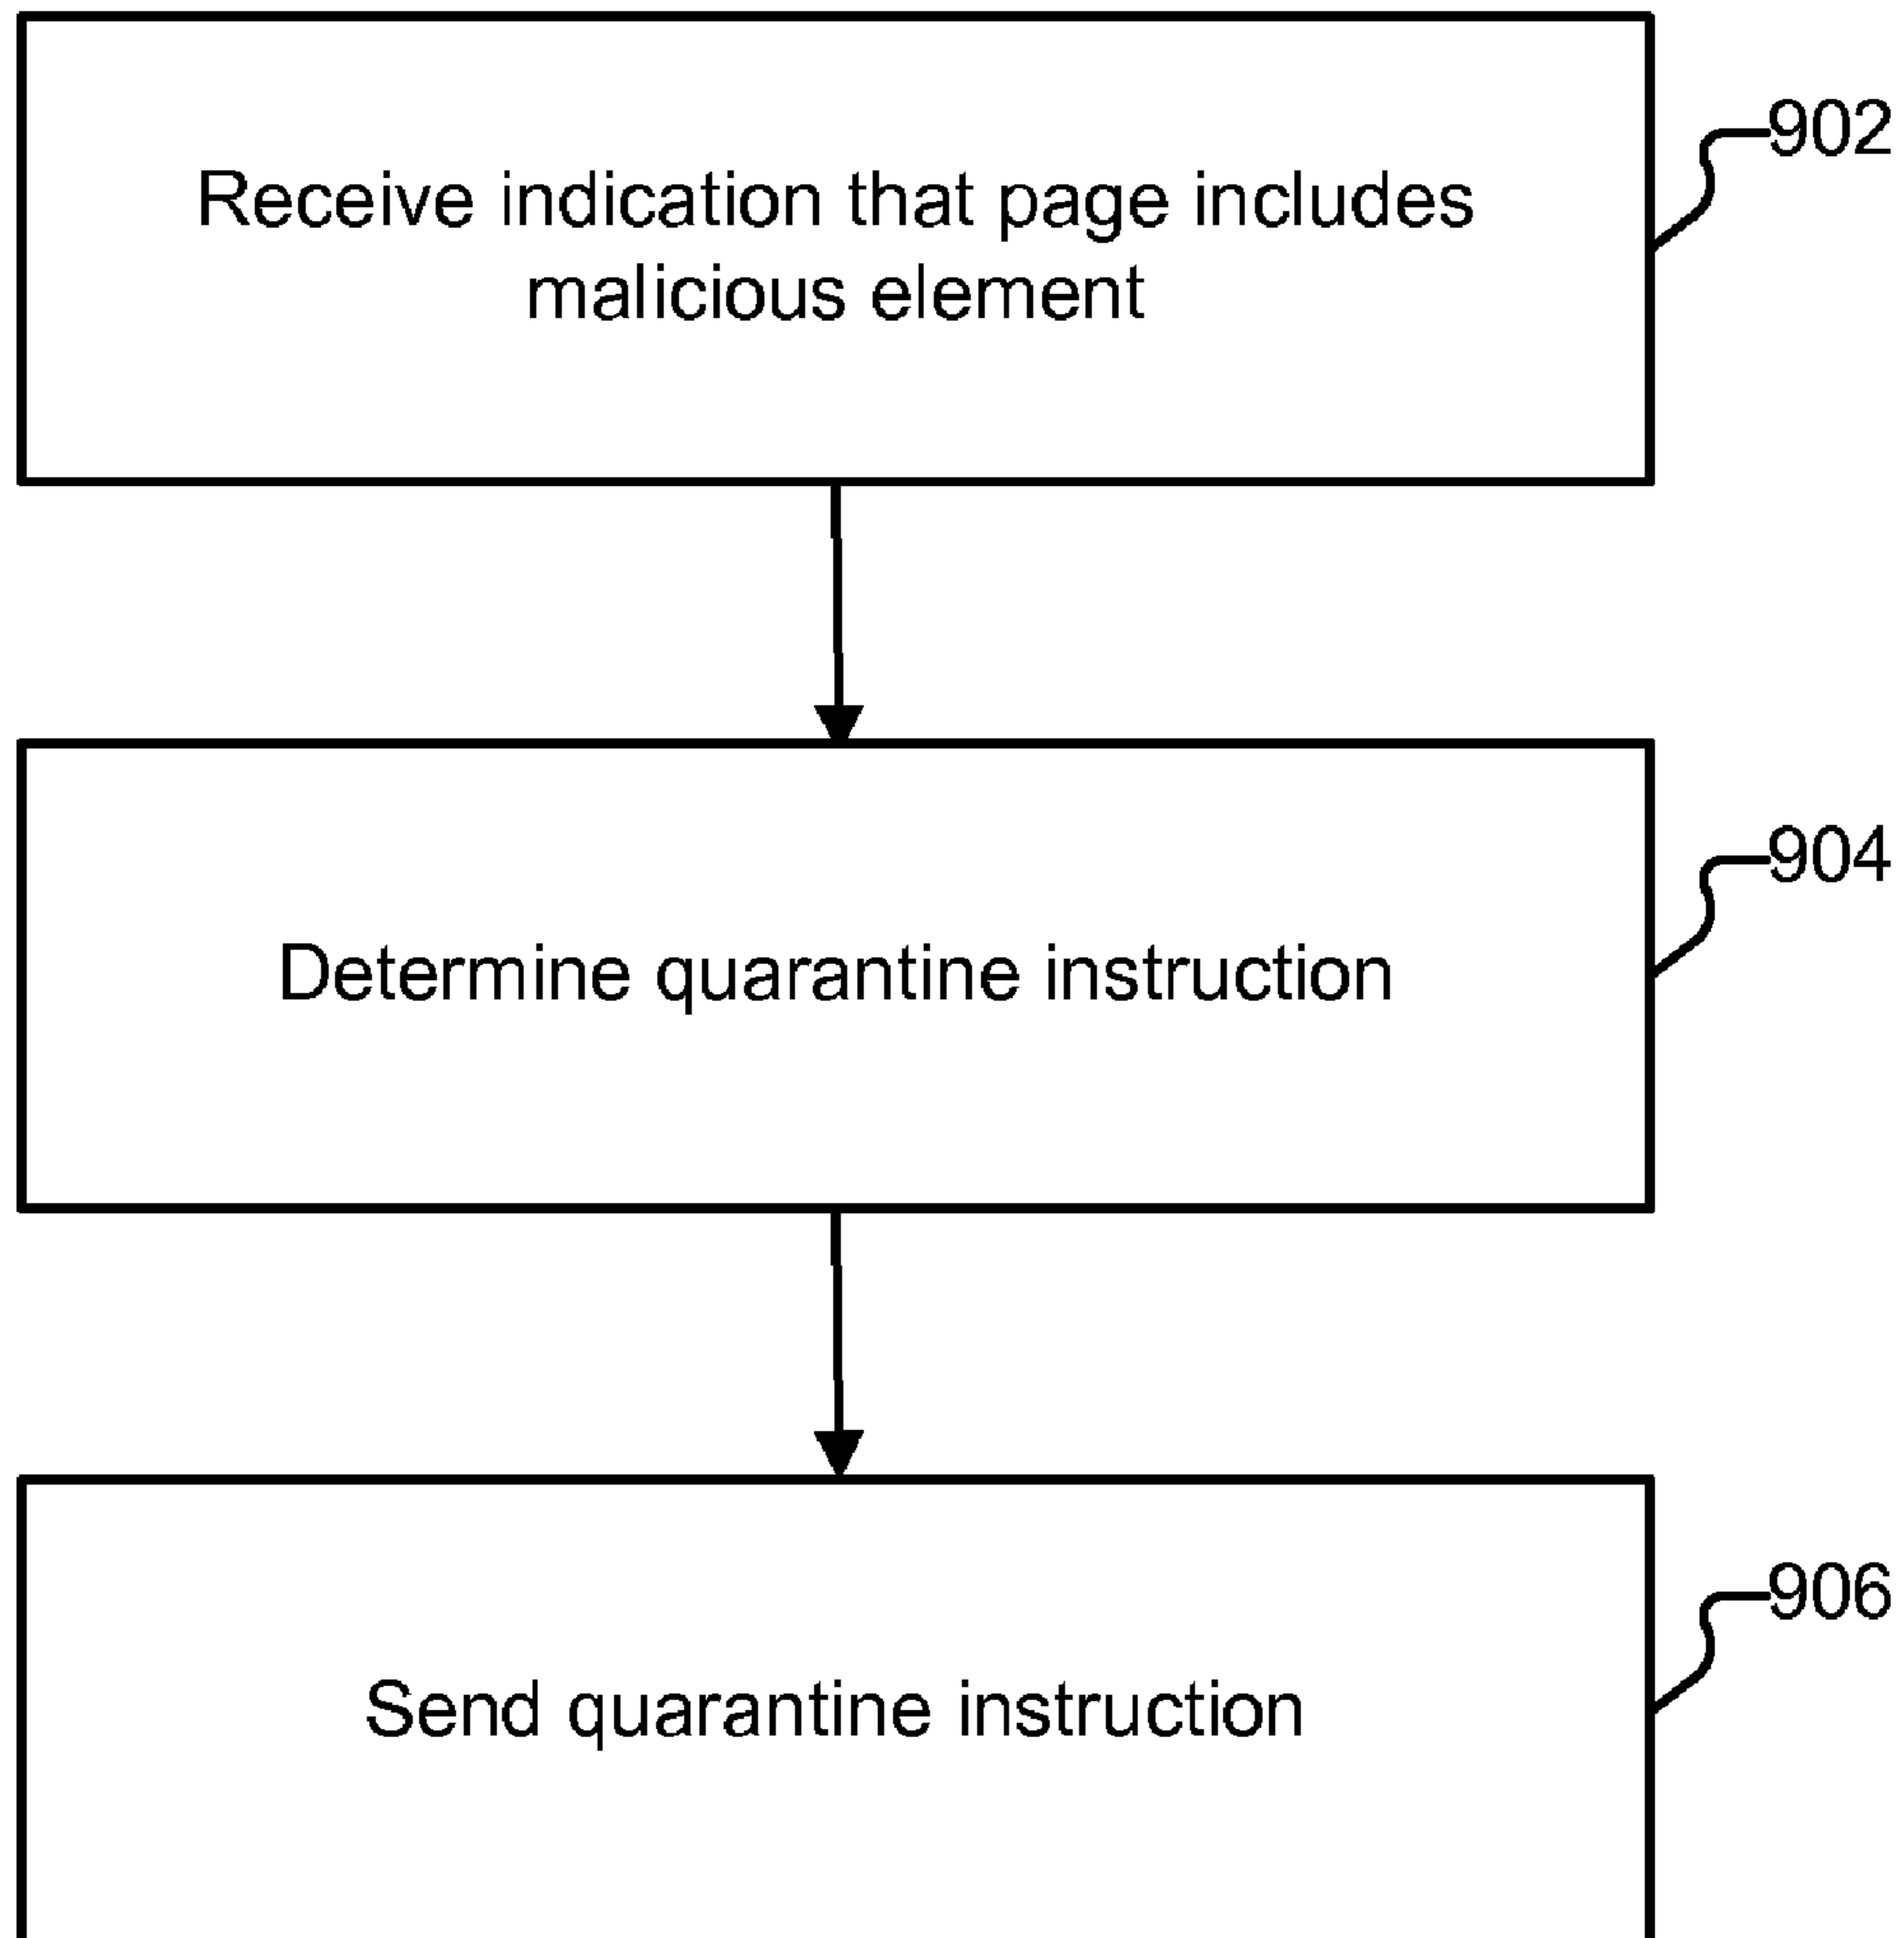 902
Receive indication that page includes
malicious element
904
Determine quarantine instruction
906
Send quarantine instruction